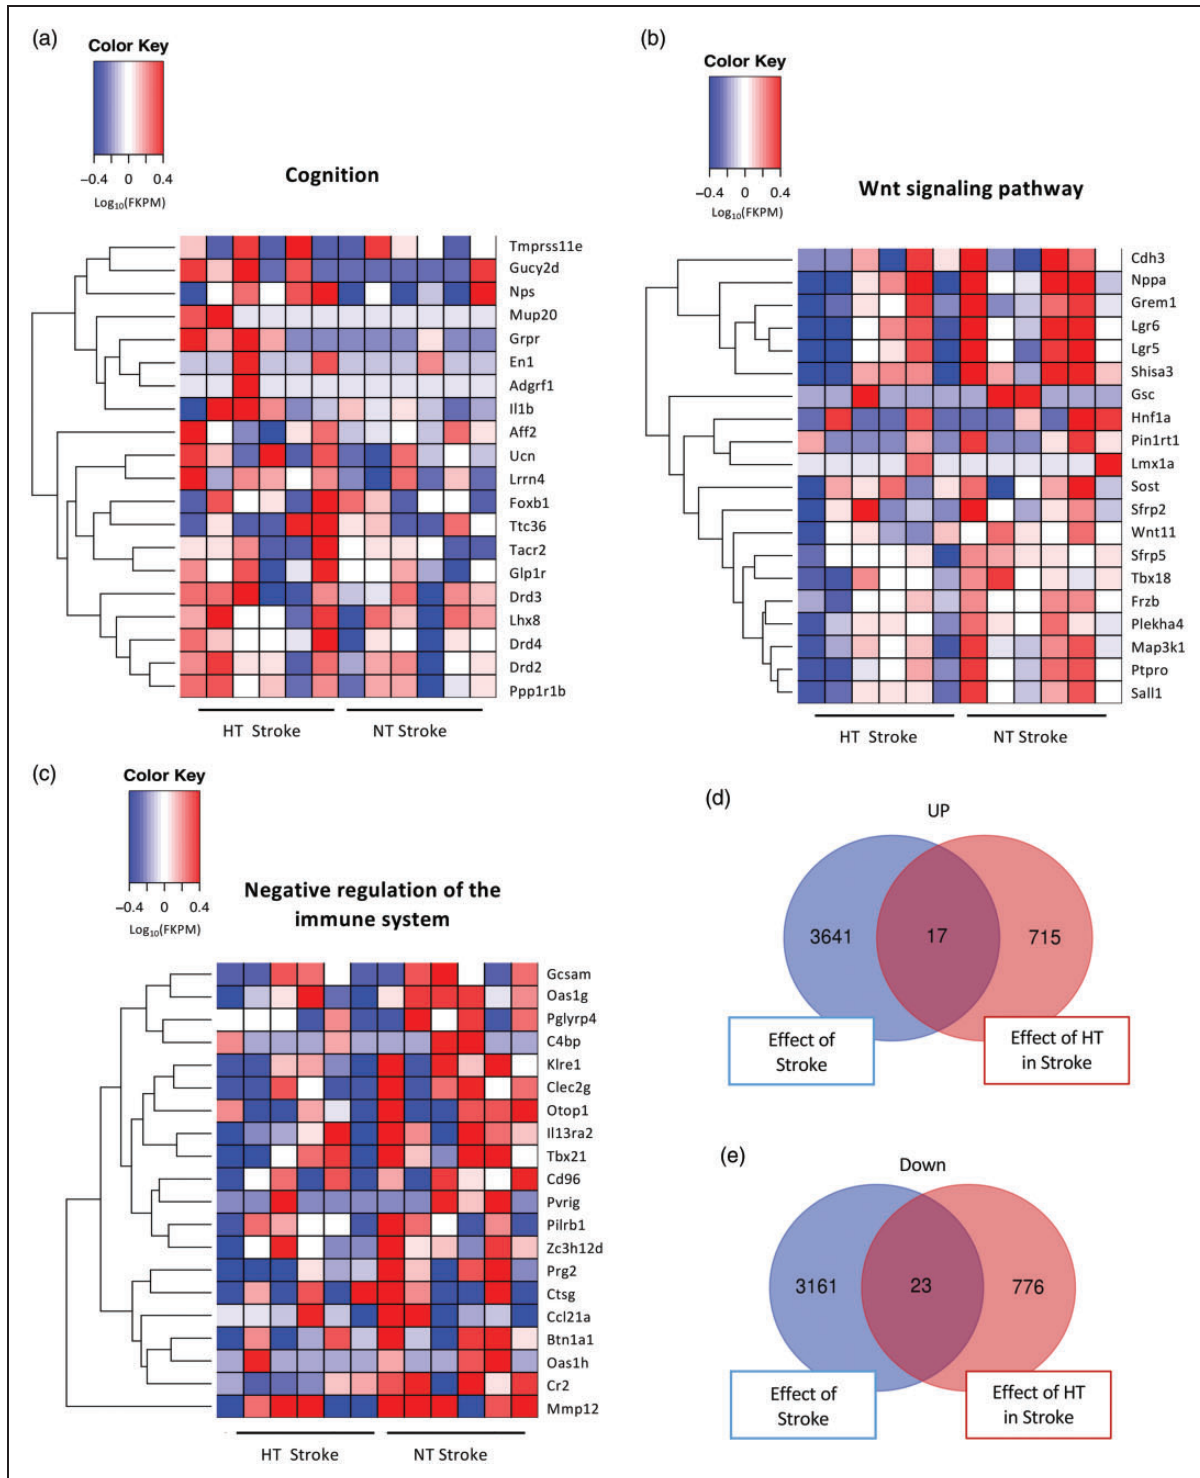 (a)
Color Key
−0.4 0 0.4
Log₁₀(FKPM)
Cognition
Tmprss11e
Gucy2d
Nps
Mup20
Grpr
En1
Adgrf1
Il1b
Aff2
Ucn
Lrrn4
Foxb1
Ttc36
Tacr2
Glp1r
Drd3
Lhx8
Drd4
Drd2
Ppp1r1b
HT Stroke NT Stroke
(b)
Color Key
−0.4 0 0.4
Log₁₀(FKPM)
Wnt signaling pathway
Cdh3
Nppa
Grem1
Lgr6
Lgr5
Shisa3
Gsc
Hnf1a
Pin1rt1
Lmx1a
Sost
Sfrp2
Wnt11
Sfrp5
Tbx18
Frzb
Plekha4
Map3k1
Ptpro
Sall1
HT Stroke NT Stroke
(c)
Color Key
−0.4 0 0.4
Log₁₀(FKPM)
Negative regulation of the
immune system
Gcsam
Oas1g
Pglyrp4
C4bp
Klre1
Clec2g
Otop1
Il13ra2
Tbx21
Cd96
Pvrig
Pilrb1
Zc3h12d
Prg2
Ctsg
Ccl21a
Btn1a1
Oas1h
Cr2
Mmp12
HT Stroke NT Stroke
(d)
UP
3641 17 715
Effect of
Stroke
Effect of HT
in Stroke
(e)
Down
3161 23 776
Effect of
Stroke
Effect of HT
in Stroke